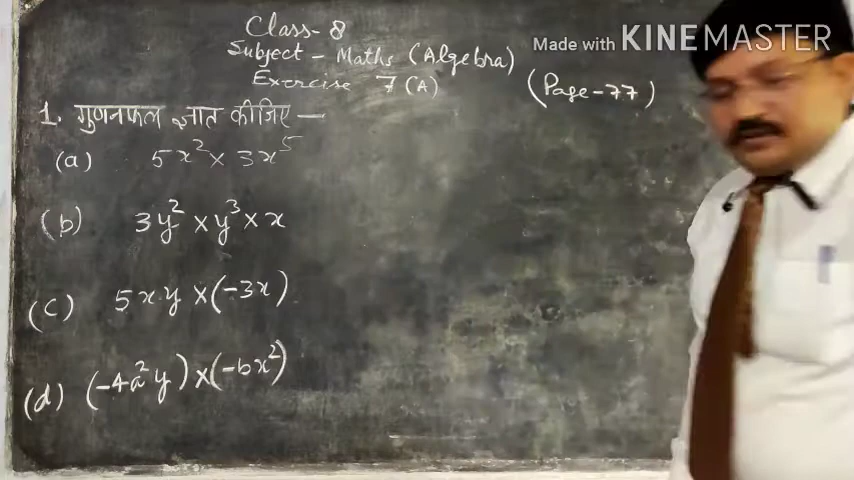 Class-8
Subject - Maths (Algebra)
Exercise 7(A)
(Page-77)
Made with KINEMASTER
1. गुणनफल ज्ञात कीजिए —
(a) 5x² × 3x⁵
(b) 3y² × y³ × x
(c) 5xy × (-3x)
(d) (-4a²y) × (-bx²)